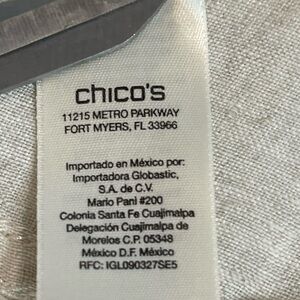 chico's
11215 METRO PARKWAY
FORT MYERS, FL 33966
Importado en México por:
Importadora Globastic,
S.A. de C.V.
Mario Pani #200
Colonia Santa Fe Cuajimalpa
Delegación Cuajimalpa de
Morelos C.P. 05348
México D.F. México
RFC: IGL090327SE5